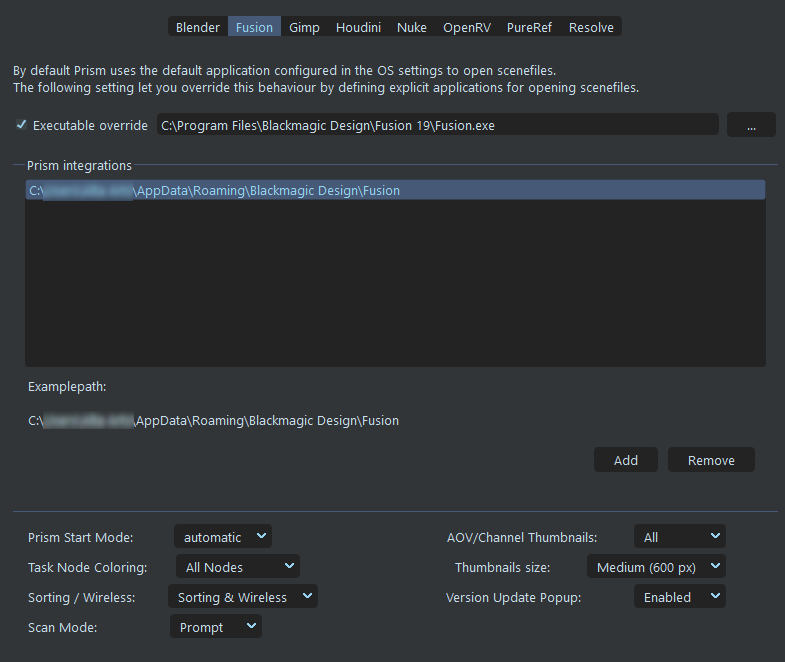 Blender Fusion Gimp Houdini Nuke OpenRV PureRef Resolve
By default Prism uses the default application configured in the OS settings to open scenefiles.
The following setting let you override this behaviour by defining explicit applications for opening scenefiles.
Executable override C:\Program Files\Blackmagic Design\Fusion 19\Fusion.exe ...
Prism integrations
C:\ \AppData\Roaming\Blackmagic Design\Fusion
Examplepath:
C:\ \AppData\Roaming\Blackmagic Design\Fusion
Add Remove
Prism Start Mode: automatic AOV/Channel Thumbnails: All
Task Node Coloring: All Nodes Thumbnails size: Medium (600 px)
Sorting / Wireless: Sorting & Wireless Version Update Popup: Enabled
Scan Mode: Prompt